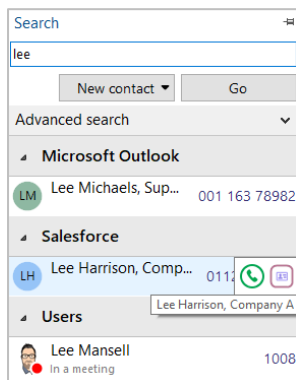 Search
lee
New contact Go
Advanced search
Microsoft Outlook
LM Lee Michaels, Sup... 001 163 78982
Salesforce
LH Lee Harrison, Comp... 0112
Lee Harrison, Company A
Users
Lee Mansell 1008
In a meeting